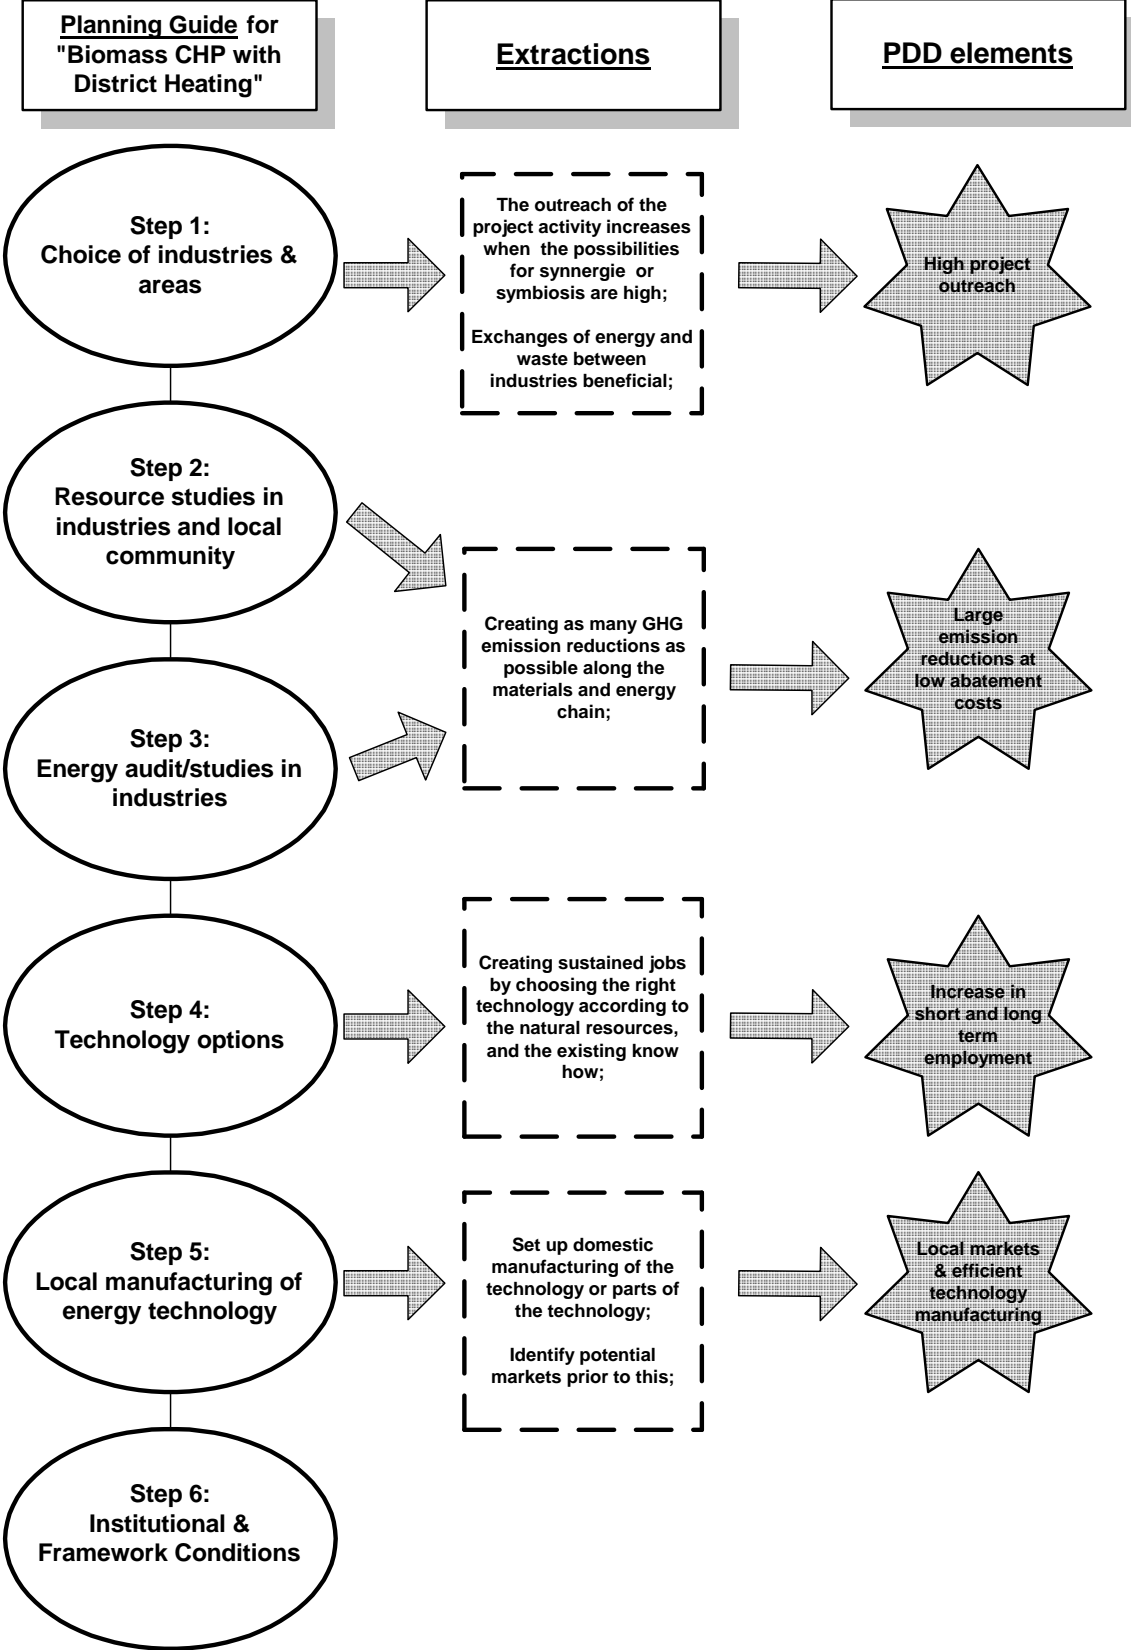 Planning Guide for
"Biomass CHP with
District Heating"
Extractions
PDD elements
Step 1:
Choice of industries &
areas
The outreach of the
project activity increases
when the possibilities
for synnergie or
symbiosis are high;
Exchanges of energy and
waste between
industries beneficial;
High project
outreach
Step 2:
Resource studies in
industries and local
community
Creating as many GHG
emission reductions as
possible along the
materials and energy
chain;
Large
emission
reductions at
low abatement
costs
Step 3:
Energy audit/studies in
industries
Step 4:
Technology options
Creating sustained jobs
by choosing the right
technology according to
the natural resources,
and the existing know
how;
Increase in
short and long
term
employment
Step 5:
Local manufacturing of
energy technology
Set up domestic
manufacturing of the
technology or parts of
the technology;
Identify potential
markets prior to this;
Local markets
& efficient
technology
manufacturing
Step 6:
Institutional &
Framework Conditions